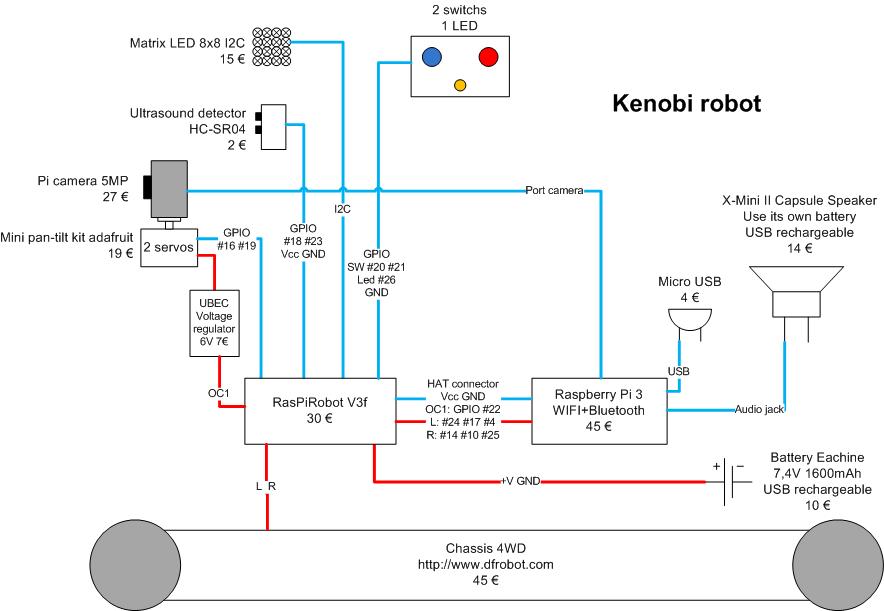 2 switchs
1 LED
Matrix LED 8x8 I2C
15 €
Kenobi robot
Ultrasound detector
HC-SR04
2 €
Pi camera 5MP
27 €
Port camera
X-Mini II Capsule Speaker
Use its own battery
USB rechargeable
14 €
I2C
GPIO
#16 #19
GPIO
#18 #23
Vcc GND
Mini pan-tilt kit adafruit
19 €
2 servos
GPIO
SW #20 #21
Led #26
GND
Micro USB
4 €
UBEC
Voltage
regulator
6V 7€
USB
OC1
RasPiRobot V3f
30 €
HAT connector
Vcc GND
OC1: GPIO #22
L: #24 #17 #4
R: #14 #10 #25
Raspberry Pi 3
WIFI+Bluetooth
45 €
Audio jack
L R
+V GND
+ −
Battery Eachine
7,4V 1600mAh
USB rechargeable
10 €
Chassis 4WD
http://www.dfrobot.com
45 €